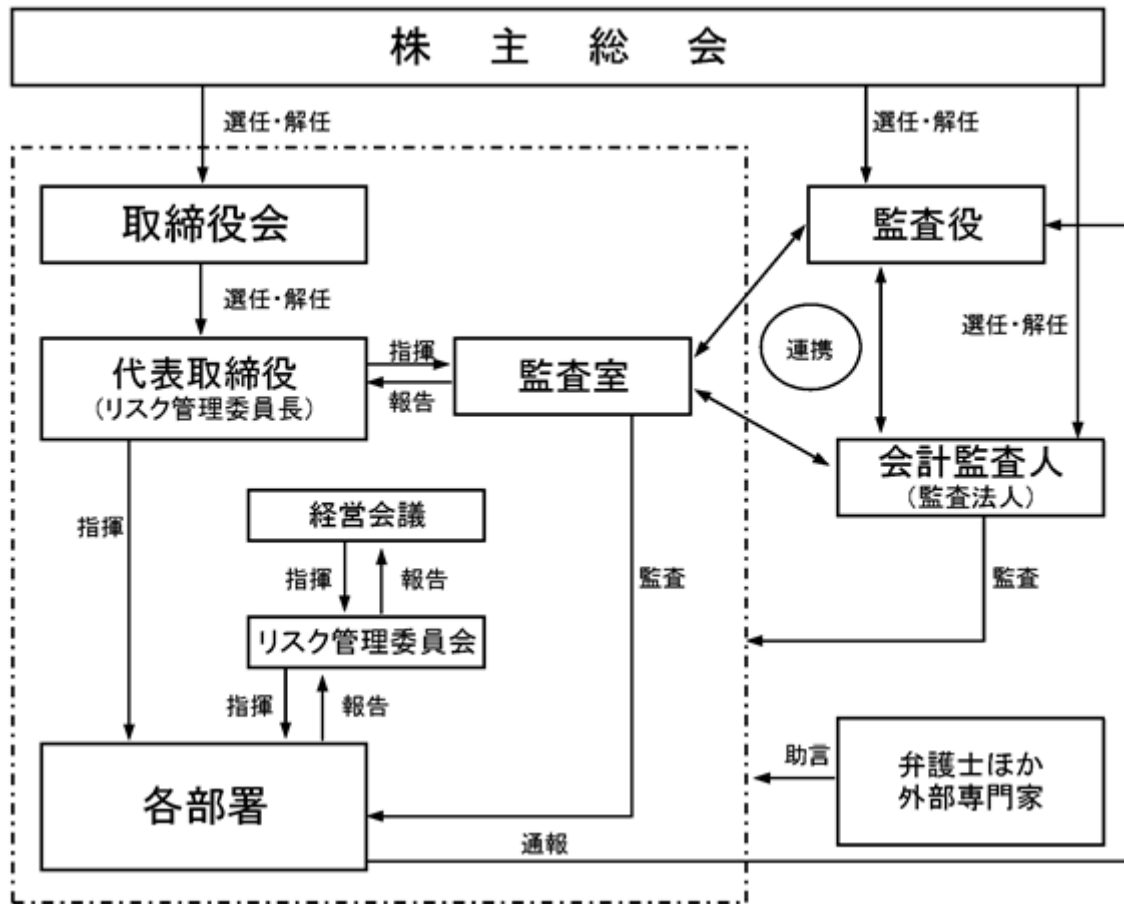 株主総会
選任・解任
選任・解任
取締役会
監査役
選任・解任
選任・解任
代表取締役
(リスク管理委員長)
指揮
報告
監査室
連携
会計監査人
(監査法人)
経営会議
指揮
指揮
報告
監査
監査
リスク管理委員会
指揮
報告
各部署
助言
弁護士ほか
外部専門家
通報